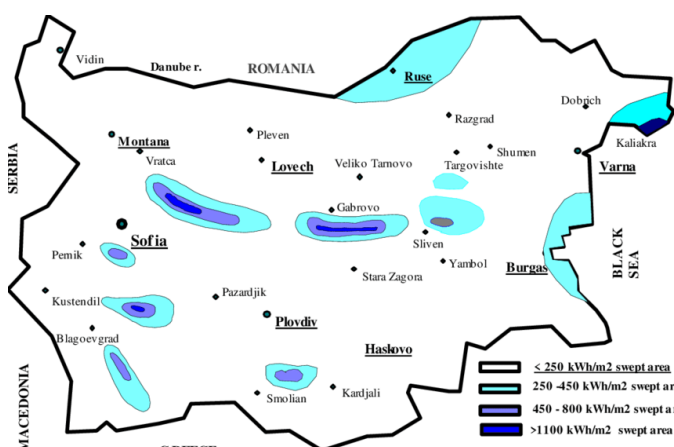 Vidin
Danube r.
ROMANIA
Ruse
Dobrich
Razgrad
Kaliakra
Montana
Pleven
Vratca
Lovech
Veliko Tarnovo
Targovishte
Shumen
Varna
SERBIA
Gabrovo
Sofia
Sliven
Pernik
Stara Zagora
Yambol
Burgas
BLACK
SEA
Kustendil
Pazardjik
Plovdiv
Blagoevgrad
Haskovo
Smolian
Kardjali
MACEDONIA
< 250 kWh/m2 swept area
250 -450 kWh/m2 swept ar
450 - 800 kWh/m2 swept ar
>1100 kWh/m2 swept area